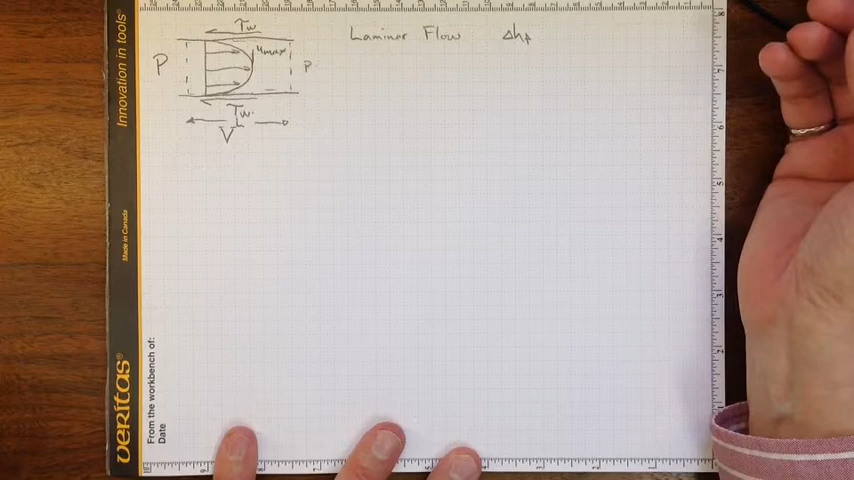 τw
Laminar Flow Δhf
umax
P
P
τw
L
V
Innovation in tools®
Made in Canada
veritas®
From the workbench of:
Date